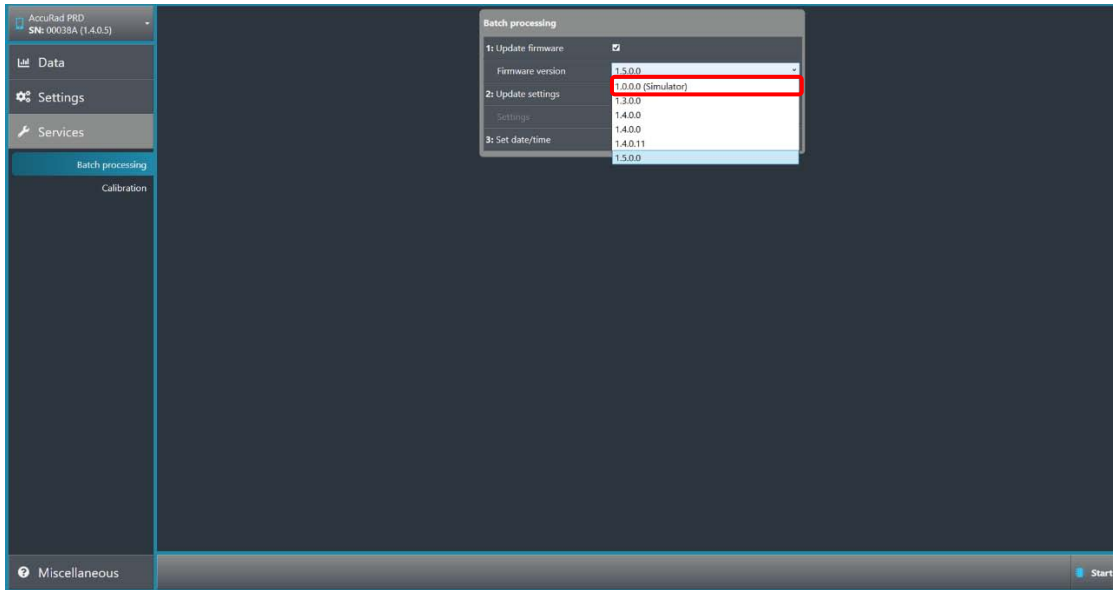 AccuRad PRD
SN: 00038A (1.4.0.5)
Data
Settings
Services
Batch processing
Calibration
Miscellaneous
Batch processing
1: Update firmware
Firmware version
1.5.0.0
2: Update settings
Settings
3: Set date/time
1.0.0.0 (Simulator)
1.3.0.0
1.4.0.0
1.4.0.0
1.4.0.11
1.5.0.0
Start